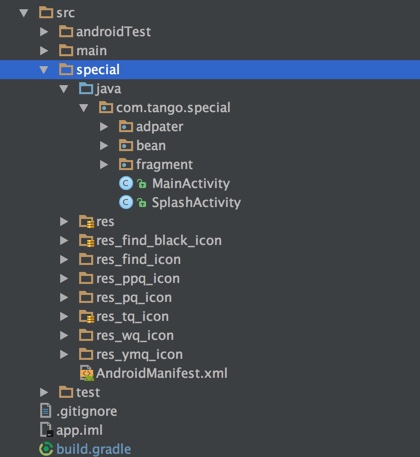 src
androidTest
main
special
java
com.tango.special
adpater
bean
fragment
MainActivity
SplashActivity
res
res_find_black_icon
res_find_icon
res_ppq_icon
res_pq_icon
res_tq_icon
res_wq_icon
res_ymq_icon
AndroidManifest.xml
test
.gitignore
app.iml
build.gradle